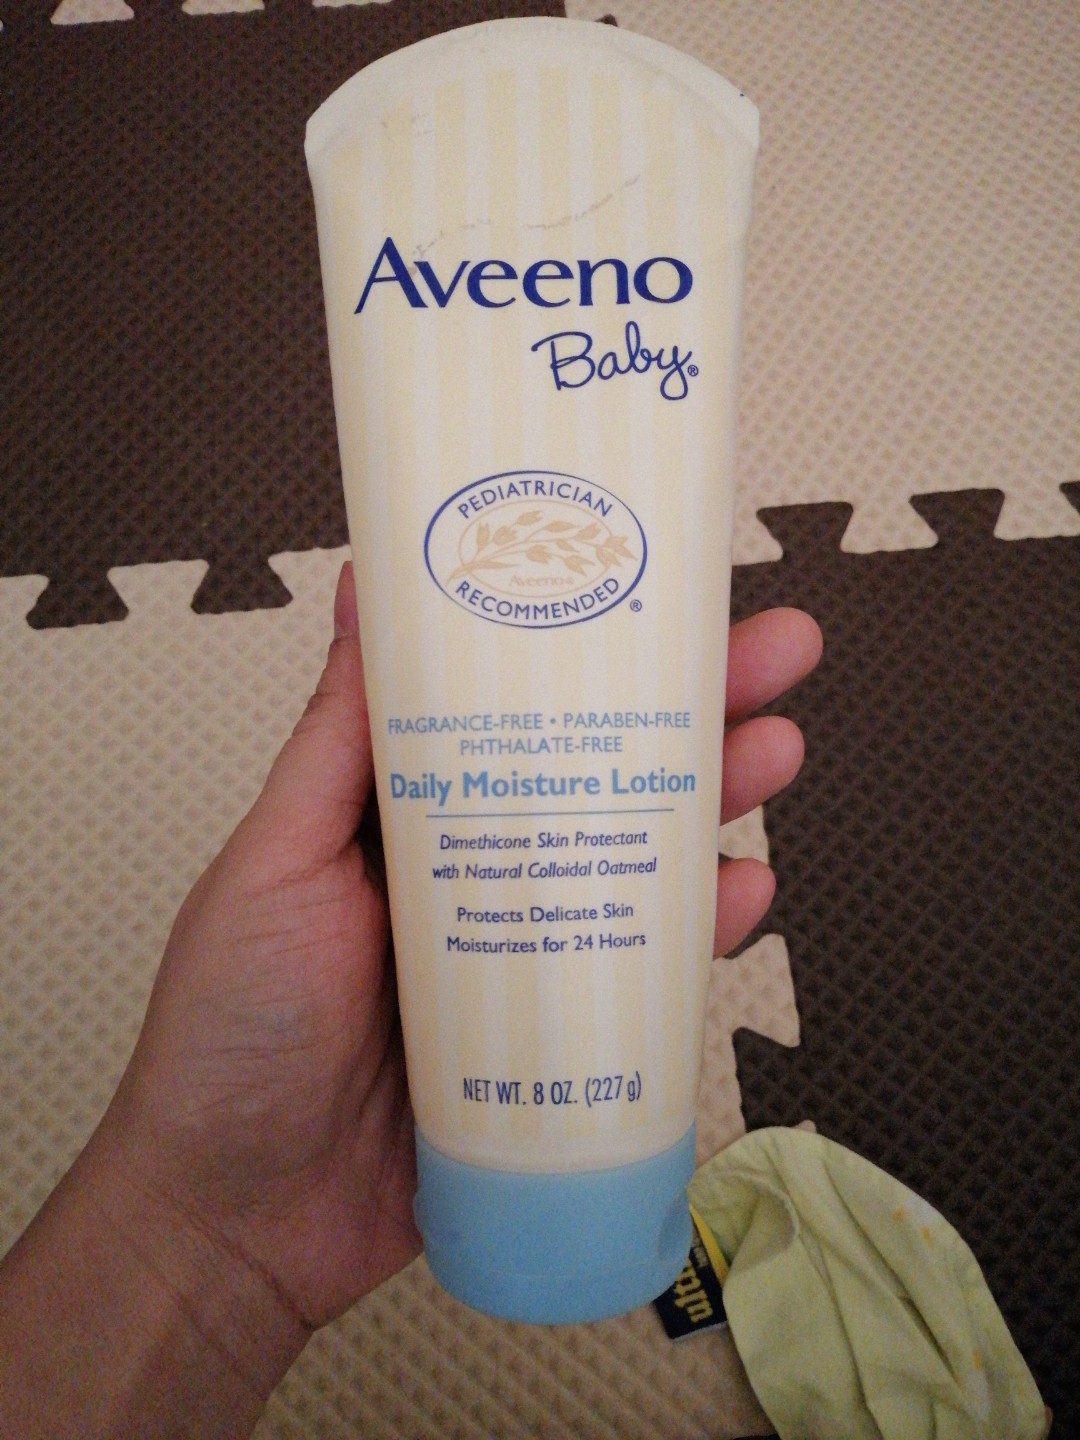 Aveeno
Baby®
PEDIATRICIAN
Aveeno®
RECOMMENDED®
FRAGRANCE-FREE • PARABEN-FREE
PHTHALATE-FREE
Daily Moisture Lotion
Dimethicone Skin Protectant
with Natural Colloidal Oatmeal
Protects Delicate Skin
Moisturizes for 24 Hours
NET WT. 8 OZ. (227 g)